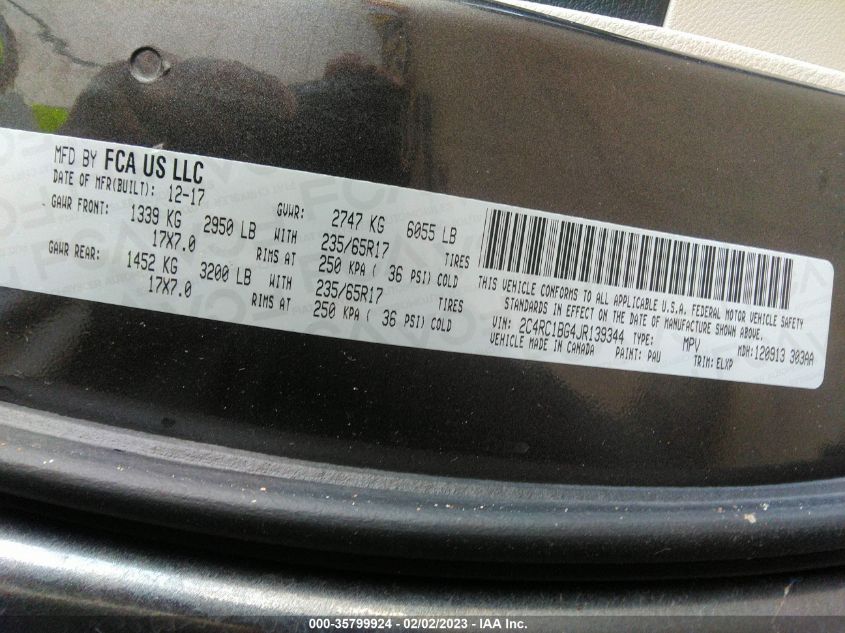 MFD BY FCA US LLC
DATE OF MFR(BUILT): 12-17 GVWR: 2747 KG 6055 LB
GAWR FRONT: 1339 KG 2950 LB WITH 235/65R17 TIRES
17X7.0 RIMS AT 250 KPA ( 36 PSI) COLD
GAWR REAR: 1452 KG 3200 LB WITH 235/65R17 TIRES
17X7.0 RIMS AT 250 KPA ( 36 PSI) COLD
THIS VEHICLE CONFORMS TO ALL APPLICABLE U.S.A. FEDERAL MOTOR VEHICLE SAFETY
STANDARDS IN EFFECT ON THE DATE OF MANUFACTURE SHOWN ABOVE.
VIN: 2C4RC1BG4JR139344 TYPE: MPV MDH: 120913 303AA
VEHICLE MADE IN CANADA PAINT: PAU TRIM: ELXP
000-35799924 - 02/02/2023 - IAA Inc.